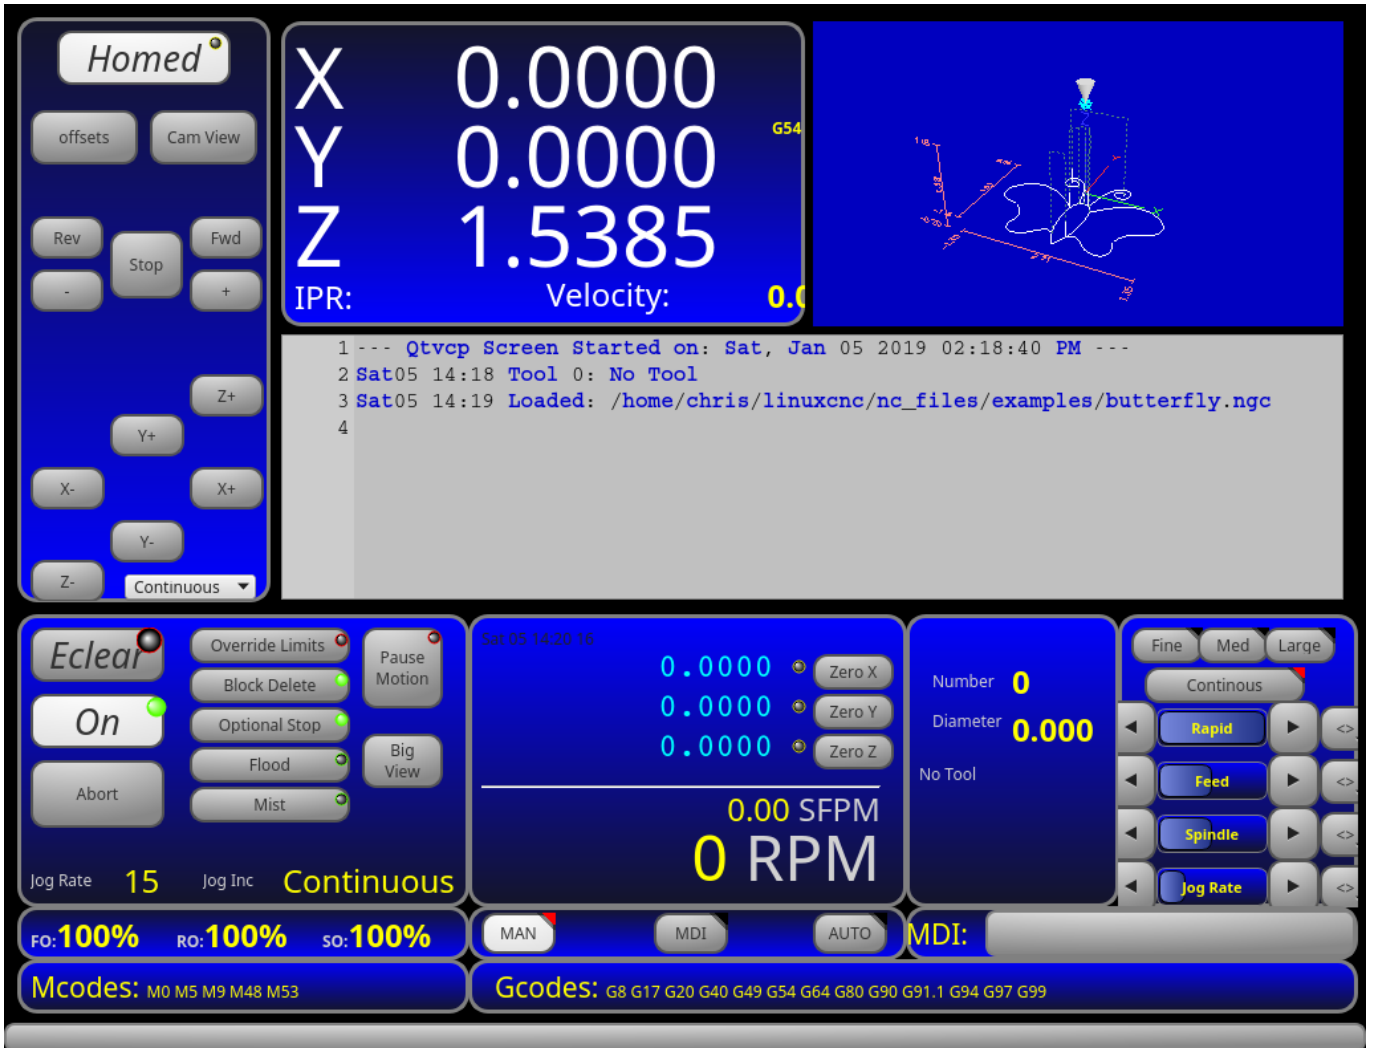 Homed
offsets Cam View
Rev Stop Fwd
- +
Z+
Y+
X- X+
Y-
Z- Continuous
X 0.0000
Y 0.0000 G54
Z 1.5385
IPR: Velocity: 0.0
1 --- Qtvcp Screen Started on: Sat, Jan 05 2019 02:18:40 PM ---
2 Sat05 14:18 Tool 0: No Tool
3 Sat05 14:19 Loaded: /home/chris/linuxcnc/nc_files/examples/butterfly.ngc
4
Eclear
On
Abort
Override Limits
Block Delete
Optional Stop
Flood
Mist
Pause
Motion
Big
View
Jog Rate 15 Jog Inc Continuous
Sat 05 14:20:16
0.0000 Zero X
0.0000 Zero Y
0.0000 Zero Z
0.00 SFPM
0 RPM
Number 0
Diameter 0.000
No Tool
Fine Med Large
Continous
◀ Rapid ▶ <>
◀ Feed ▶ <>
◀ Spindle ▶ <>
◀ Jog Rate ▶ <>
FO:100% RO:100% SO:100%
MAN MDI AUTO MDI:
Mcodes: M0 M5 M9 M48 M53
Gcodes: G8 G17 G20 G40 G49 G54 G64 G80 G90 G91.1 G94 G97 G99